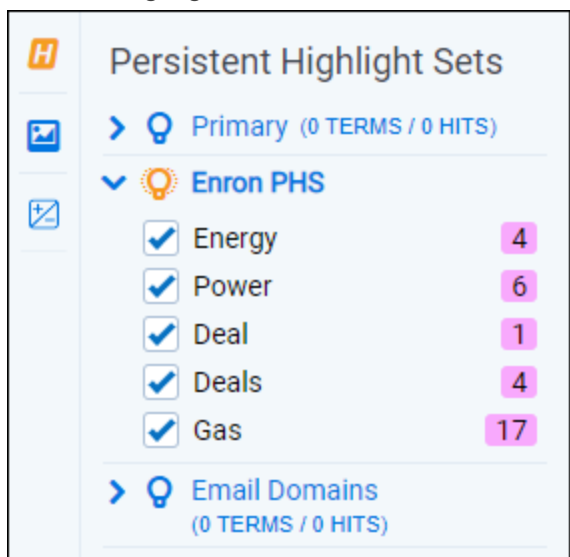 H
Persistent Highlight Sets
Primary (0 TERMS / 0 HITS)
Enron PHS
Energy 4
Power 6
Deal 1
Deals 4
Gas 17
Email Domains
(0 TERMS / 0 HITS)